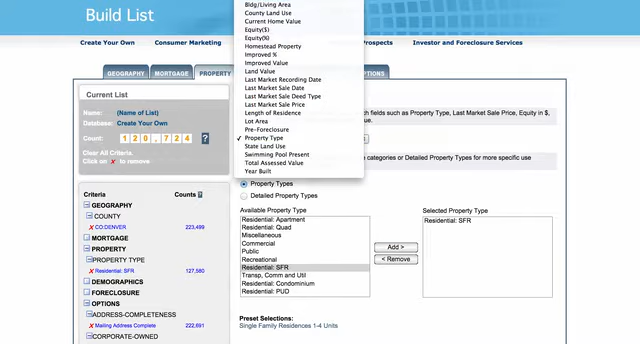 Build List
Create Your Own
Consumer Marketing
Prospects
Investor and Foreclosure Services
GEOGRAPHY
MORTGAGE
PROPERTY
Bldg/Living Area
County Land Use
Current Home Value
Equity($)
Equity(%)
Homestead Property
Improved %
Improved Value
Land Value
Last Market Recording Date
Last Market Sale Date
Last Market Sale Deed Type
Last Market Sale Price
Length of Residence
Lot Area
Pre-Foreclosure
✓ Property Type
State Land Use
Swimming Pool Present
Total Assessed Value
Year Built
fields such as Property Type, Last Market Sale Price, Equity in $,
categories or Detailed Property Types for more specific use
Current List
Name: (Name of List)
Database: Create Your Own
Count: 1 2 0 , 7 2 4 ?
Clear All Criteria.
Click on x to remove.
Criteria Counts ?
GEOGRAPHY
COUNTY
CO:DENVER 223,499
MORTGAGE
PROPERTY
PROPERTY TYPE
Residential: SFR 127,580
DEMOGRAPHICS
FORECLOSURE
OPTIONS
ADDRESS-COMPLETENESS
Mailing Address Complete 222,691
CORPORATE-OWNED
Property Types
Detailed Property Types
Available Property Type
Residential: Apartment
Residential: Quad
Miscellaneous
Commercial
Public
Recreational
Residential: SFR
Transp, Comm and Util
Residential: Condominium
Residential: PUD
Add >
< Remove
Selected Property Type
Residential: SFR
Preset Selections:
Single Family Residences 1-4 Units